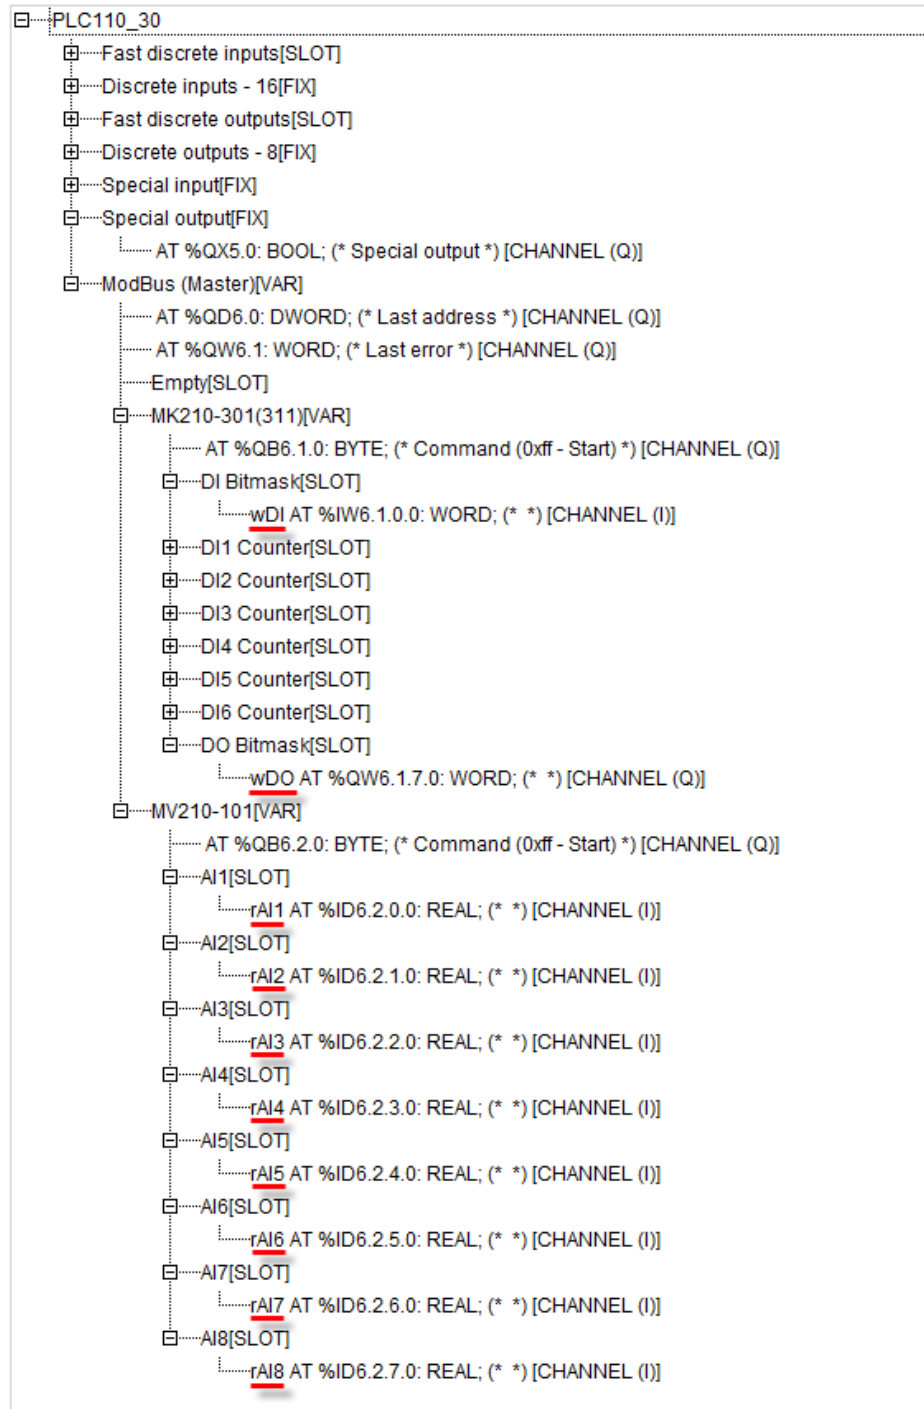 PLC110_30
Fast discrete inputs[SLOT]
Discrete inputs - 16[FIX]
Fast discrete outputs[SLOT]
Discrete outputs - 8[FIX]
Special input[FIX]
Special output[FIX]
AT %QX5.0: BOOL; (* Special output *) [CHANNEL (Q)]
ModBus (Master)[VAR]
AT %QD6.0: DWORD; (* Last address *) [CHANNEL (Q)]
AT %QW6.1: WORD; (* Last error *) [CHANNEL (Q)]
Empty[SLOT]
MK210-301(311)[VAR]
AT %QB6.1.0: BYTE; (* Command (0xff - Start) *) [CHANNEL (Q)]
DI Bitmask[SLOT]
wDI AT %IW6.1.0.0: WORD; (* *) [CHANNEL (I)]
DI1 Counter[SLOT]
DI2 Counter[SLOT]
DI3 Counter[SLOT]
DI4 Counter[SLOT]
DI5 Counter[SLOT]
DI6 Counter[SLOT]
DO Bitmask[SLOT]
wDO AT %QW6.1.7.0: WORD; (* *) [CHANNEL (Q)]
MV210-101[VAR]
AT %QB6.2.0: BYTE; (* Command (0xff - Start) *) [CHANNEL (Q)]
AI1[SLOT]
rAI1 AT %ID6.2.0.0: REAL; (* *) [CHANNEL (I)]
AI2[SLOT]
rAI2 AT %ID6.2.1.0: REAL; (* *) [CHANNEL (I)]
AI3[SLOT]
rAI3 AT %ID6.2.2.0: REAL; (* *) [CHANNEL (I)]
AI4[SLOT]
rAI4 AT %ID6.2.3.0: REAL; (* *) [CHANNEL (I)]
AI5[SLOT]
rAI5 AT %ID6.2.4.0: REAL; (* *) [CHANNEL (I)]
AI6[SLOT]
rAI6 AT %ID6.2.5.0: REAL; (* *) [CHANNEL (I)]
AI7[SLOT]
rAI7 AT %ID6.2.6.0: REAL; (* *) [CHANNEL (I)]
AI8[SLOT]
rAI8 AT %ID6.2.7.0: REAL; (* *) [CHANNEL (I)]